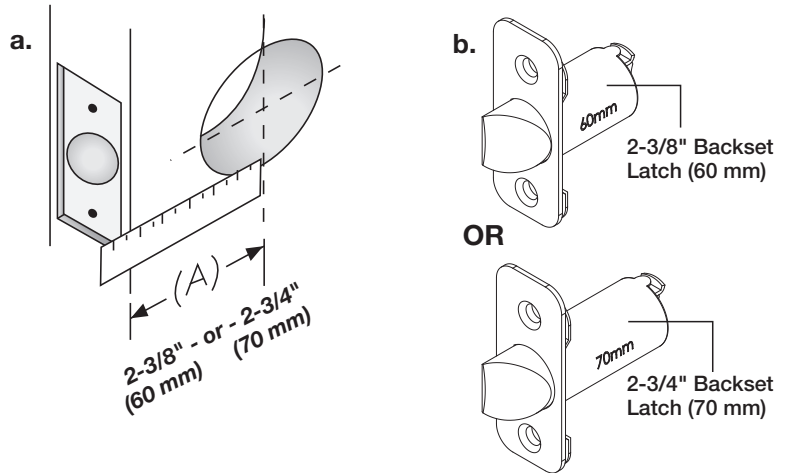 a.
(A)
2-3/8" - or - 2-3/4"
(60 mm) (70 mm)
b.
60mm
2-3/8" Backset
Latch (60 mm)
OR
70mm
2-3/4" Backset
Latch (70 mm)